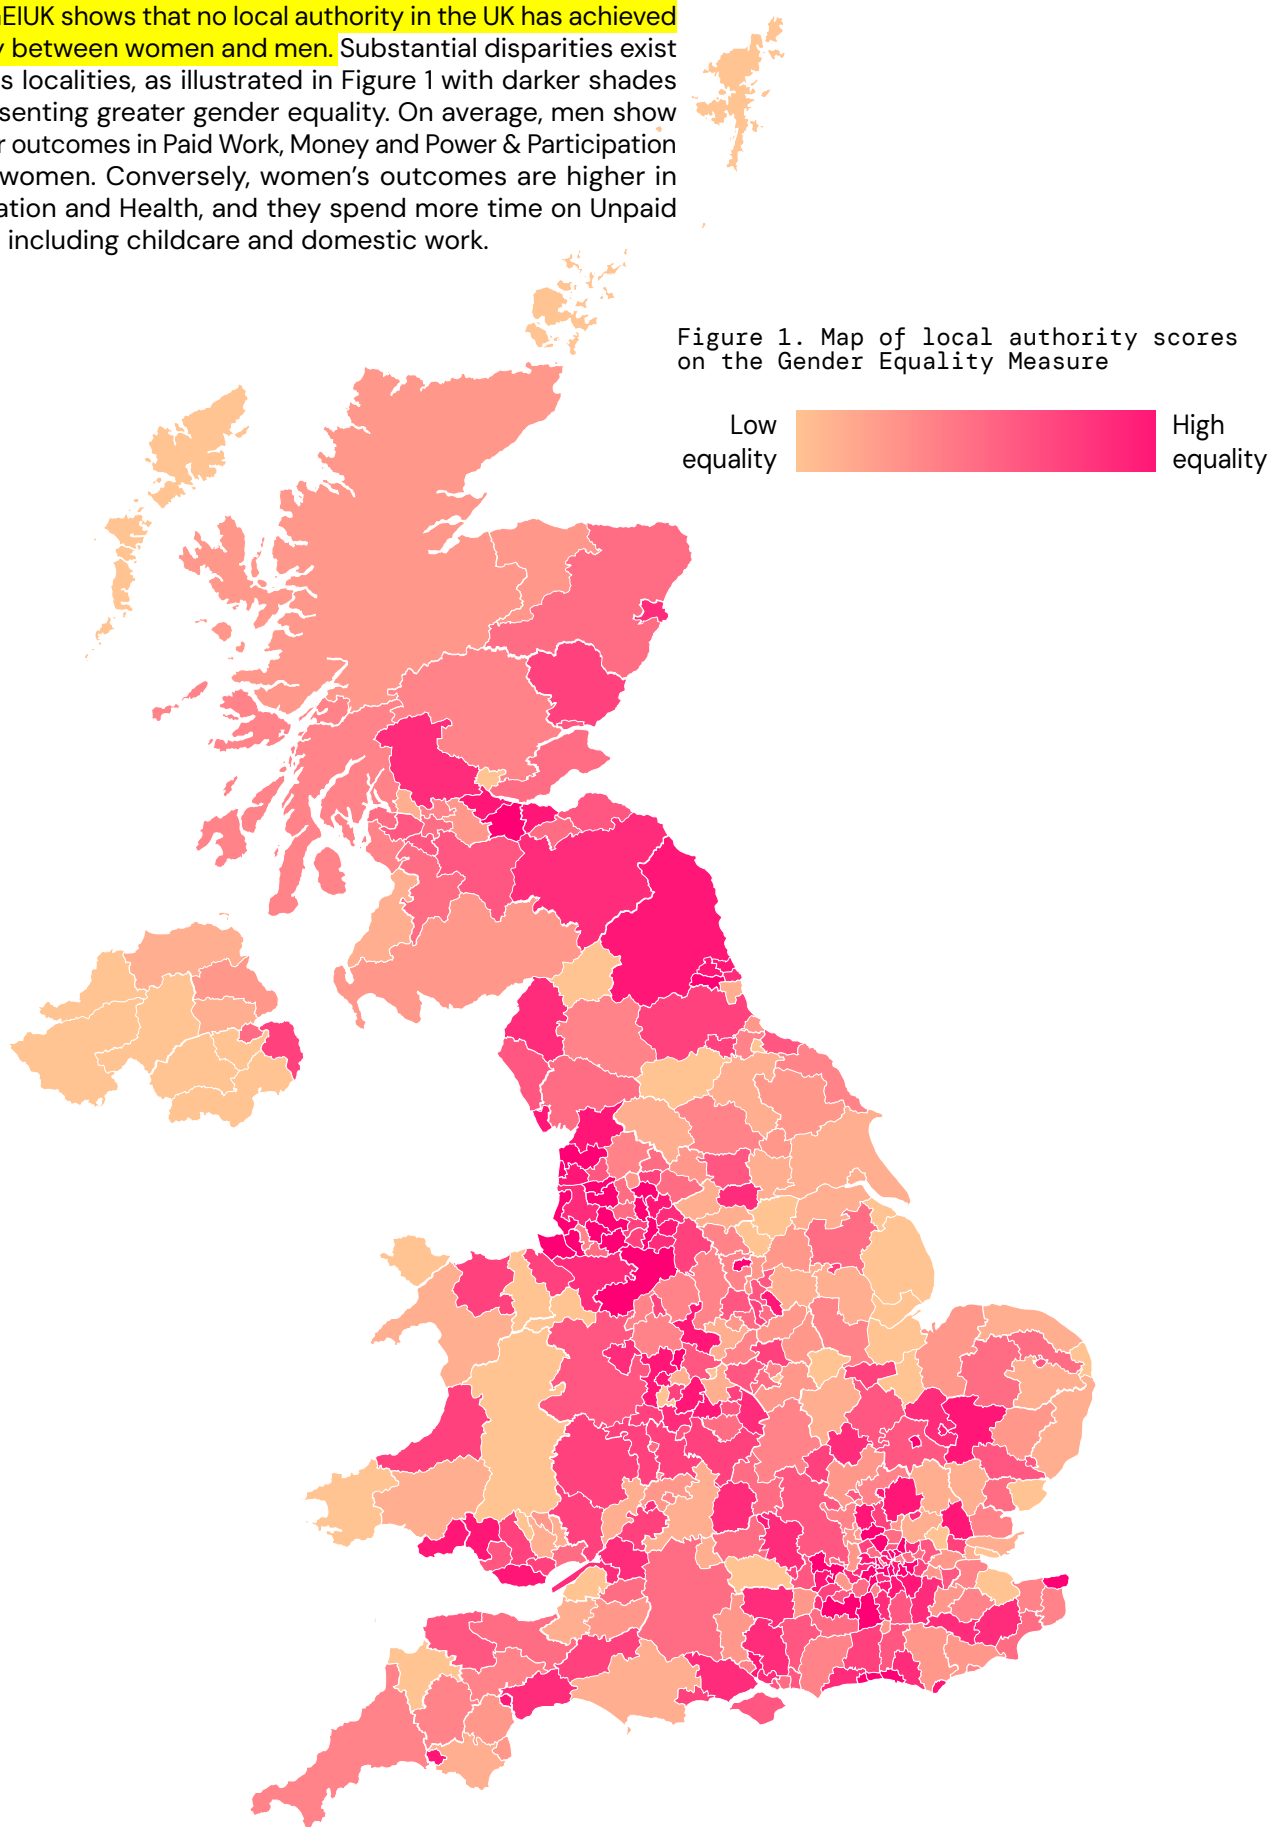 EIUK shows that no local authority in the UK has achieved
between women and men. Substantial disparities exist
s localities, as illustrated in Figure 1 with darker shades
senting greater gender equality. On average, men show
r outcomes in Paid Work, Money and Power & Participation
women. Conversely, women’s outcomes are higher in
ation and Health, and they spend more time on Unpaid
including childcare and domestic work.
Figure 1. Map of local authority scores
on the Gender Equality Measure
Low
equality
High
equality